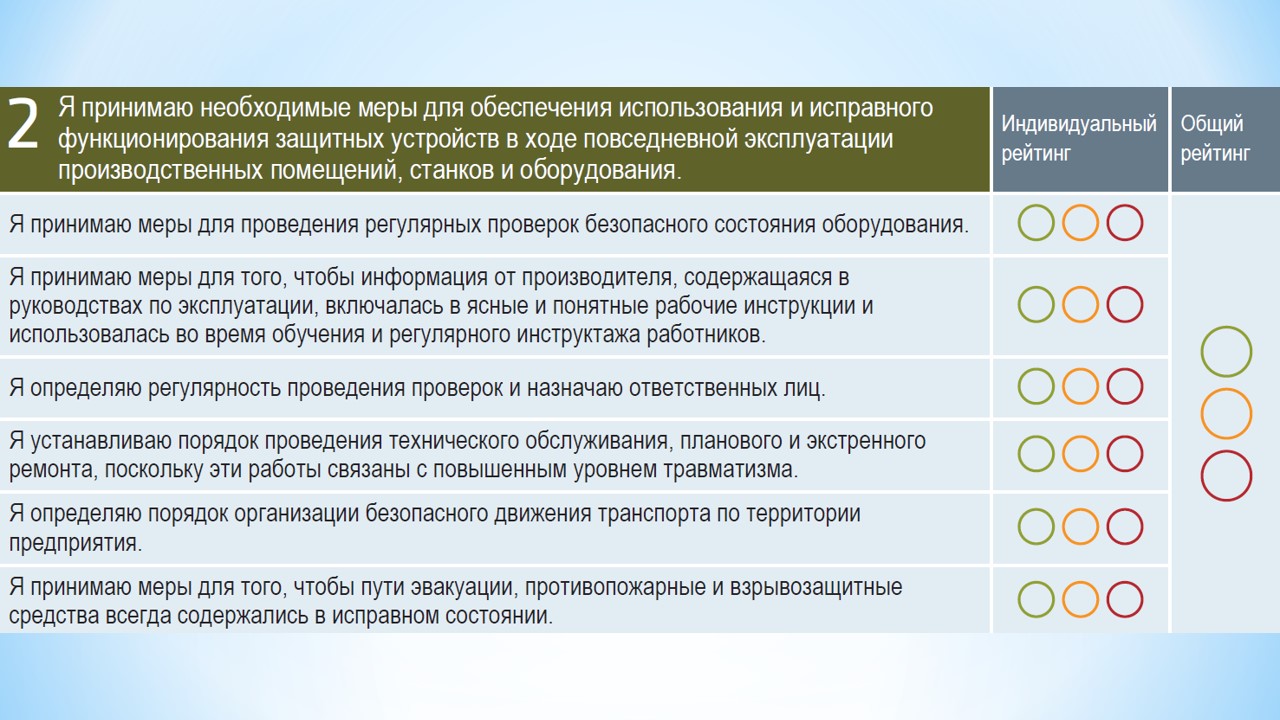 2
Я принимаю необходимые меры для обеспечения использования и исправного
функционирования защитных устройств в ходе повседневной эксплуатации
производственных помещений, станков и оборудования.
Индивидуальный
рейтинг
Общий
рейтинг
Я принимаю меры для проведения регулярных проверок безопасного состояния оборудования.
Я принимаю меры для того, чтобы информация от производителя, содержащаяся в
руководствах по эксплуатации, включалась в ясные и понятные рабочие инструкции и
использовалась во время обучения и регулярного инструктажа работников.
Я определяю регулярность проведения проверок и назначаю ответственных лиц.
Я устанавливаю порядок проведения технического обслуживания, планового и экстренного
ремонта, поскольку эти работы связаны с повышенным уровнем травматизма.
Я определяю порядок организации безопасного движения транспорта по территории
предприятия.
Я принимаю меры для того, чтобы пути эвакуации, противопожарные и взрывозащитные
средства всегда содержались в исправном состоянии.